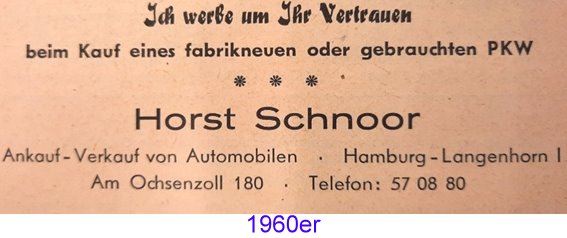 Ich werbe um Ihr Vertrauen
beim Kauf eines fabrikneuen oder gebrauchten PKW
* * *
Horst Schnoor
Ankauf-Verkauf von Automobilen · Hamburg-Langenhorn 1
Am Ochsenzoll 180 · Telefon: 57 08 80
1960er